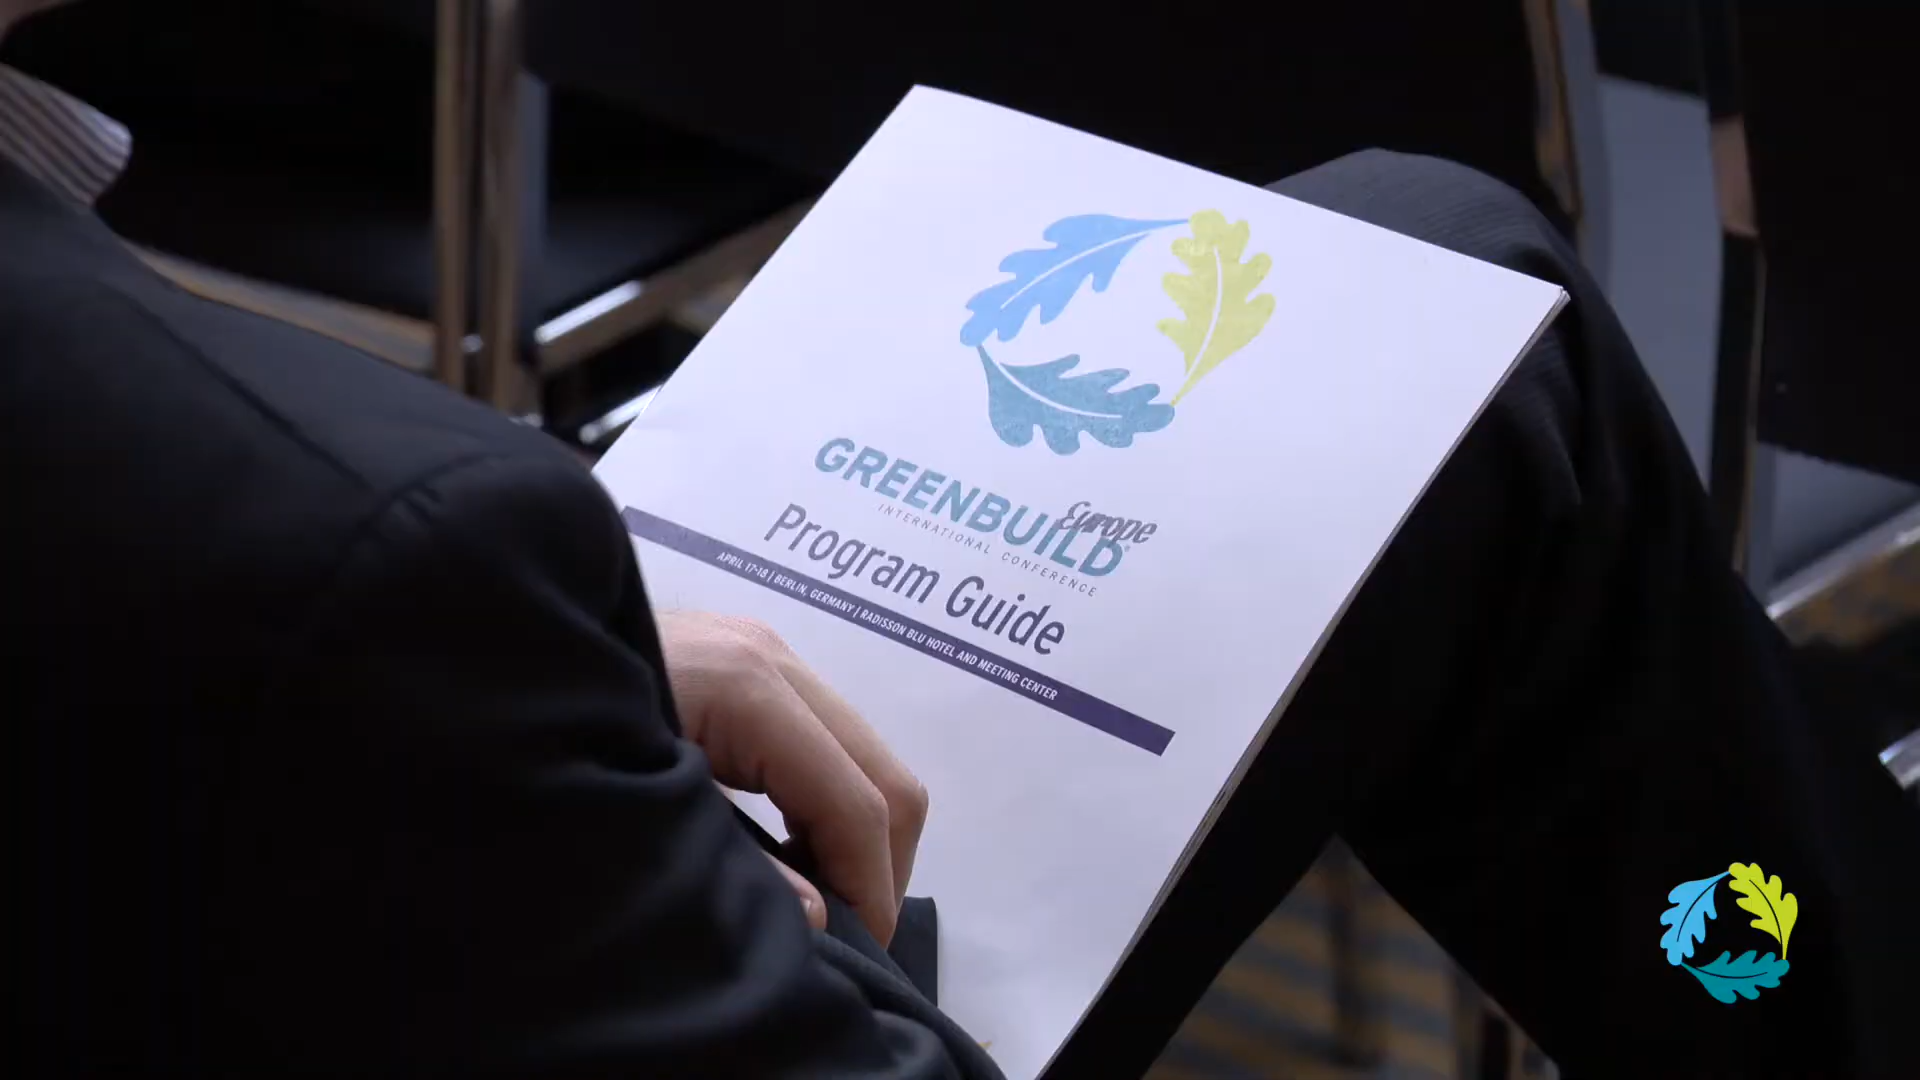 GREENBUILD®
Europe
INTERNATIONAL CONFERENCE
Program Guide
APRIL 17-18 | BERLIN, GERMANY | RADISSON BLU HOTEL AND MEETING CENTER